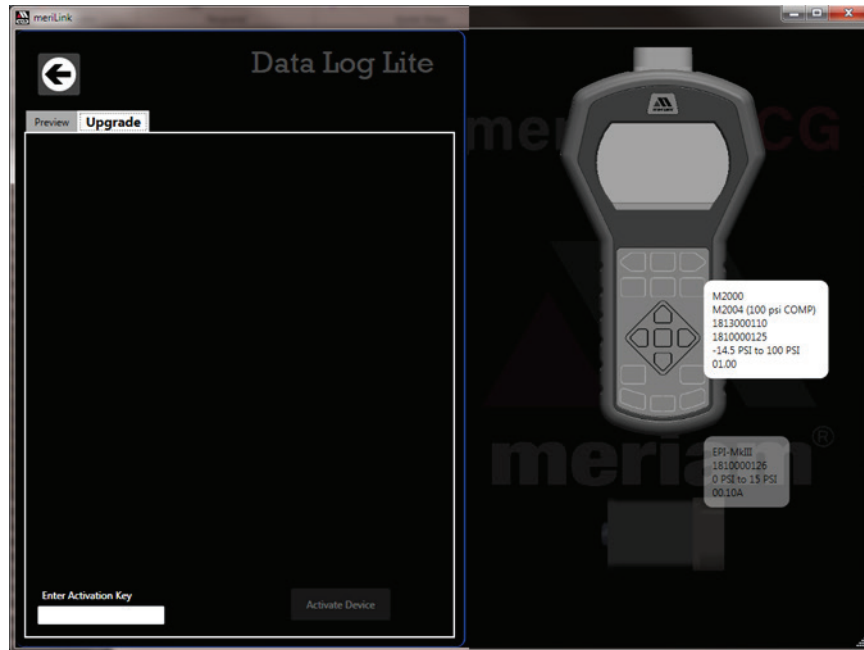 meriLink
Data Log Lite
Preview
Upgrade
M2000
M2004 (100 psi COMP)
1813000110
1810000125
-14.5 PSI to 100 PSI
01.00
meriam®
EPI-MkIII
1810000126
0 PSI to 15 PSI
00.10A
Enter Activation Key
Activate Device